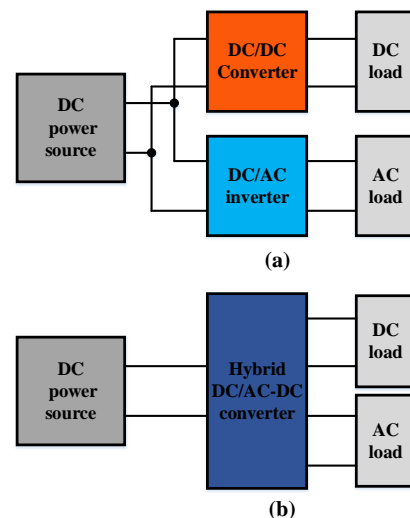 DC
power
source
DC/DC
Converter
DC
load
DC/AC
inverter
AC
load
(a)
DC
power
source
Hybrid
DC/AC-DC
converter
DC
load
AC
load
(b)